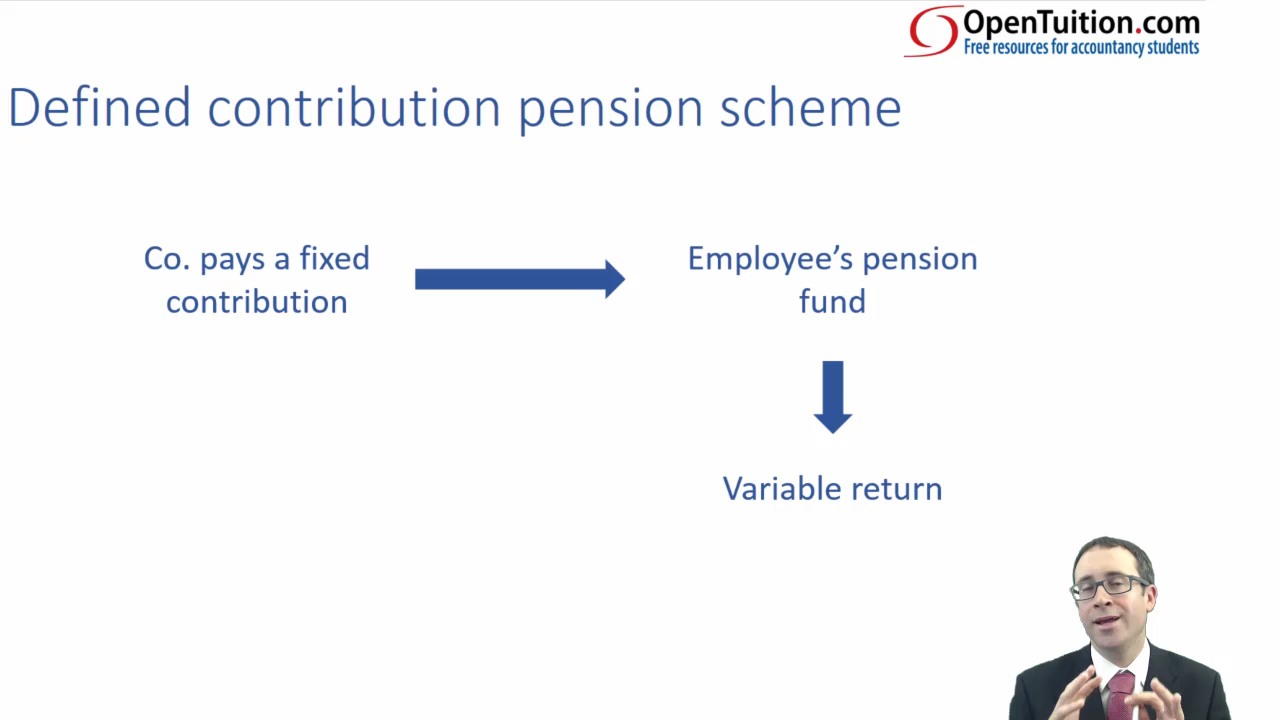 OpenTuition.com
Free resources for accountancy students
Defined contribution pension scheme
Co. pays a fixed
contribution
Employee’s pension
fund
Variable return